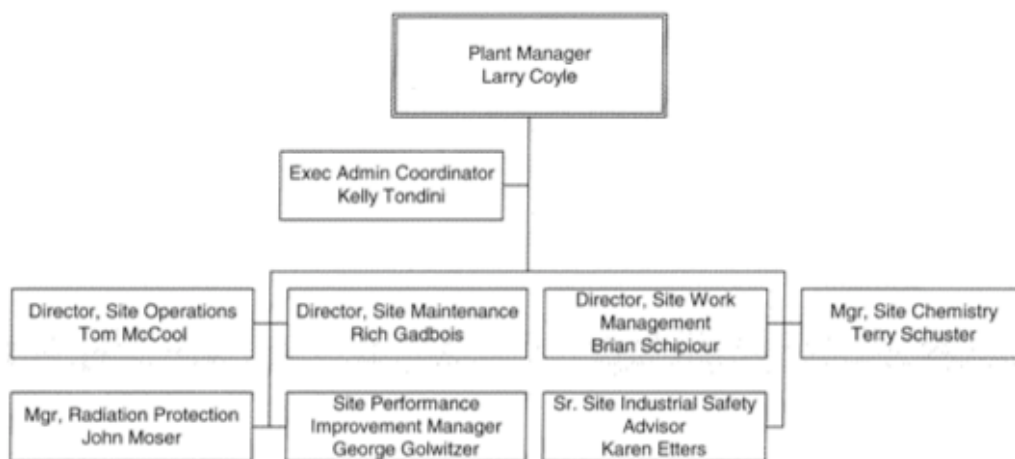 Plant Manager
Larry Coyle
Exec Admin Coordinator
Kelly Tondini
Director, Site Operations
Tom McCool
Director, Site Maintenance
Rich Gadbois
Director, Site Work
Management
Brian Schipiour
Mgr, Site Chemistry
Terry Schuster
Mgr, Radiation Protection
John Moser
Site Performance
Improvement Manager
George Golwitzer
Sr. Site Industrial Safety
Advisor
Karen Etters